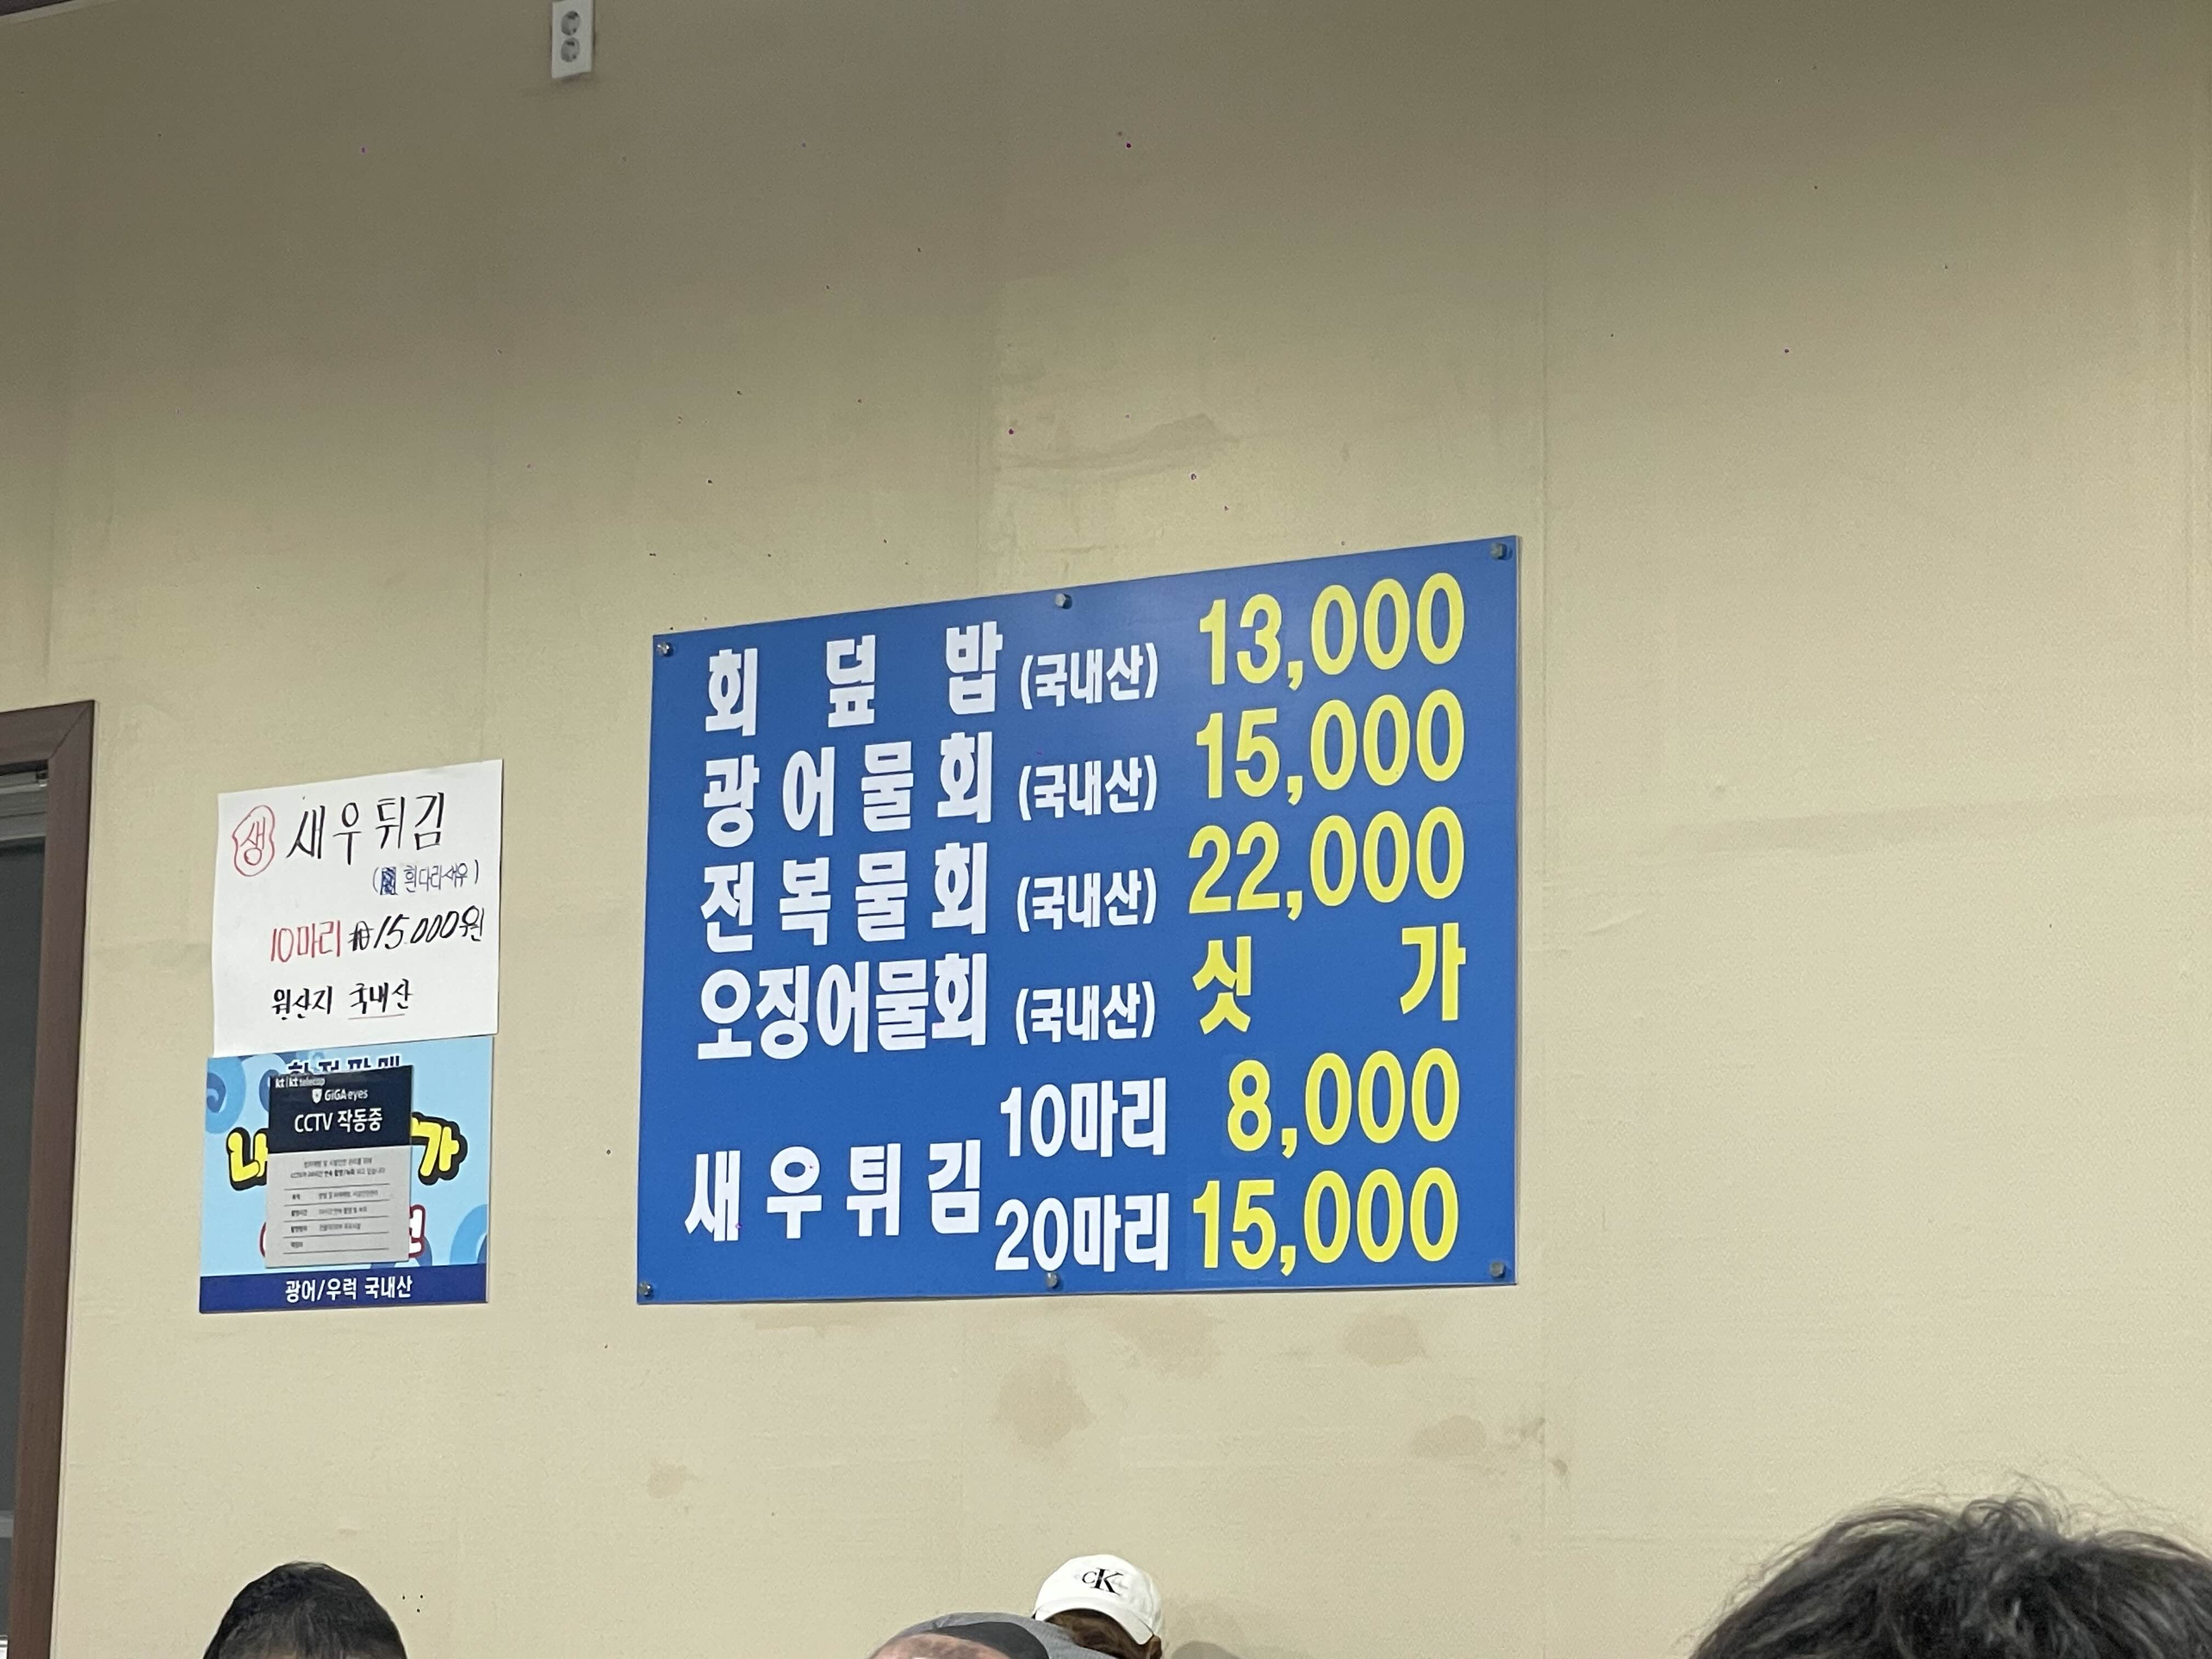 회덮밥 (국내산) 13,000
광어물회 (국내산) 15,000
전복물회 (국내산) 22,000
오징어물회 (국내산) 싯가
새우튀김 10마리 8,000
20마리 15,000
생 새우튀김
(흰다리새우)
10마리 ₩15.000원
원산지 국내산
kt kt telecop
GiGA eyes
CCTV 작동중
광어/우럭 국내산
CK